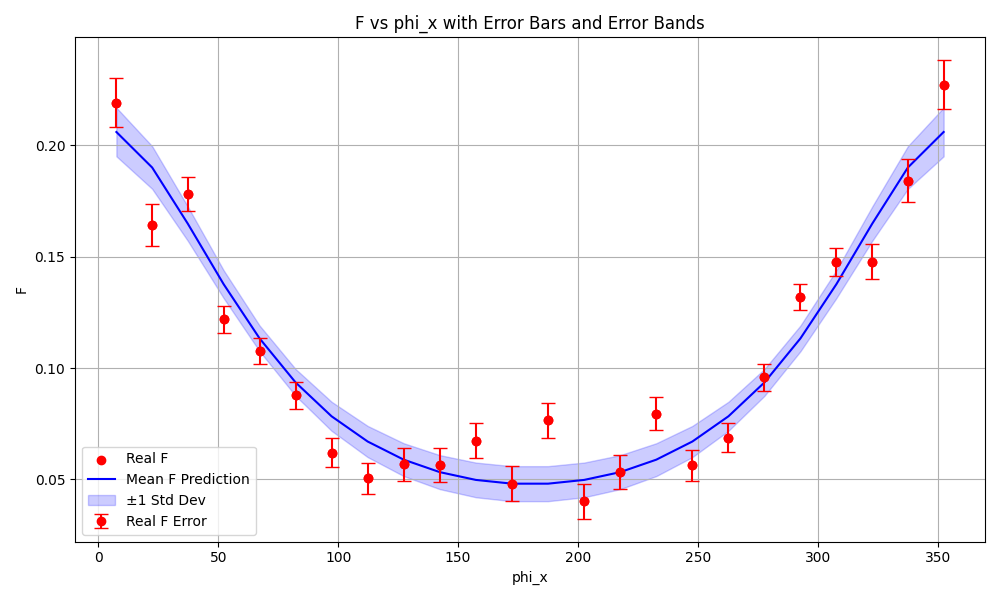 F vs phi_x with Error Bars and Error Bands
F
0.20
0.15
0.10
0.05
Real F
Mean F Prediction
±1 Std Dev
Real F Error
0 50 100 150 200 250 300 350
phi_x